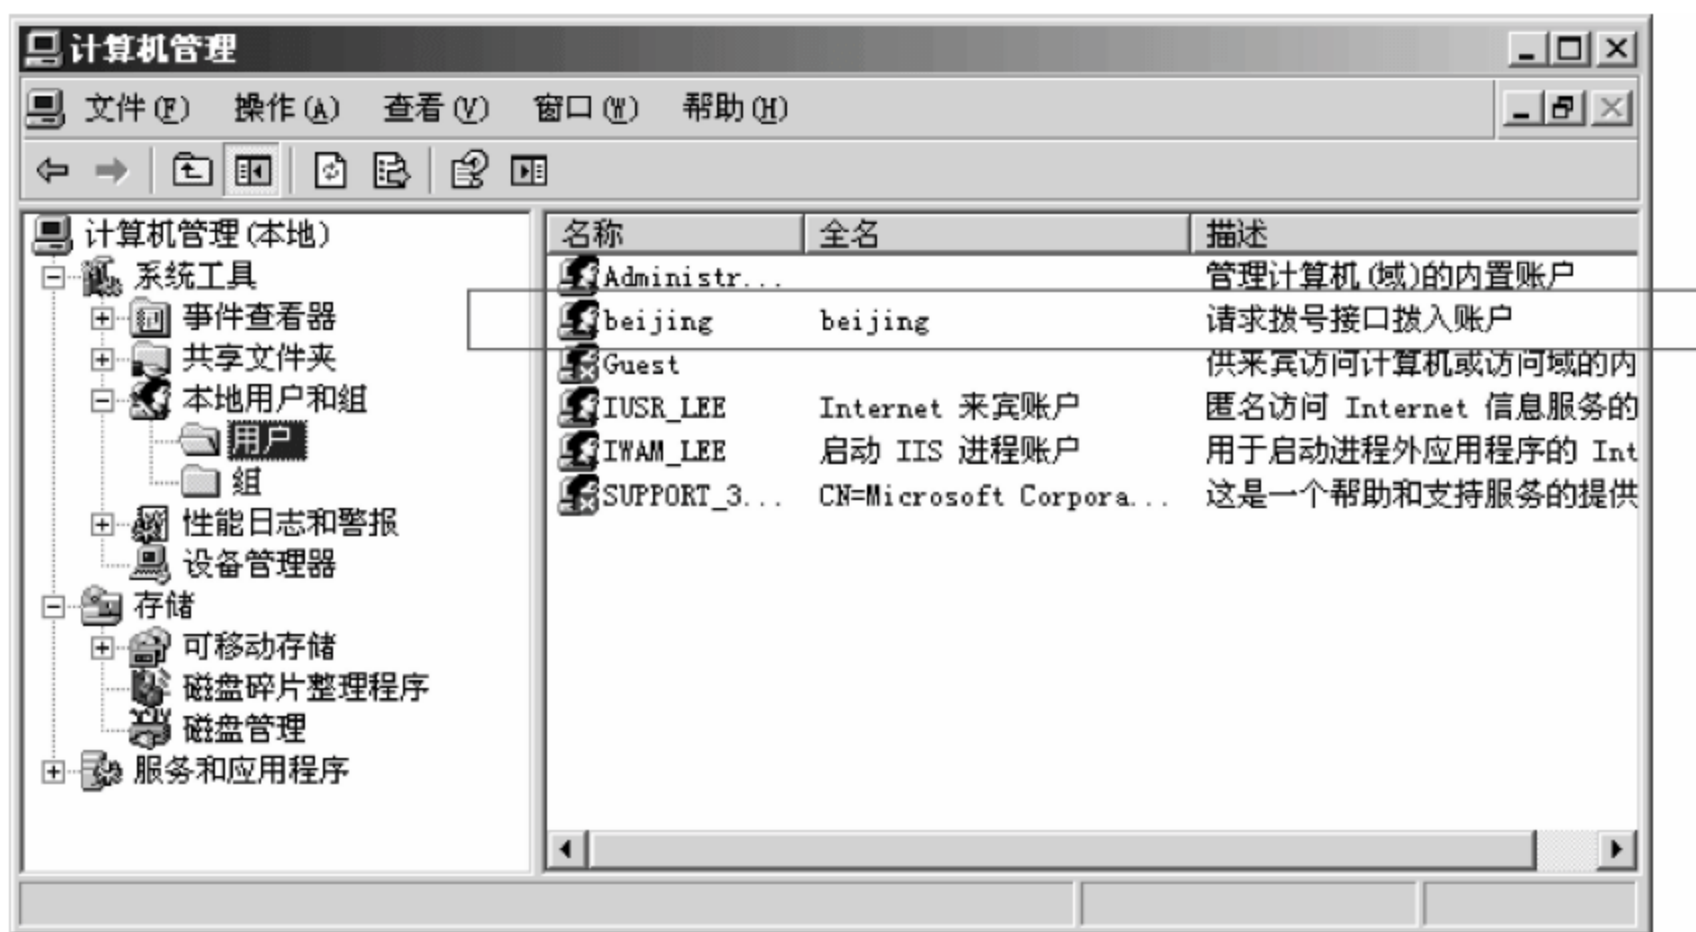 计算机管理
文件(F) 操作(A) 查看(V) 窗口(W) 帮助(H)
计算机管理(本地)
系统工具
事件查看器
共享文件夹
本地用户和组
用户
组
性能日志和警报
设备管理器
存储
可移动存储
磁盘碎片整理程序
磁盘管理
服务和应用程序
名称 全名 描述
Administr... 管理计算机(域)的内置账户
beijing beijing 请求拨号接口拨入账户
Guest 供来宾访问计算机或访问域的内
IUSR_LEE Internet 来宾账户 匿名访问 Internet 信息服务的
IWAM_LEE 启动 IIS 进程账户 用于启动进程外应用程序的 Int
SUPPORT_3... CN=Microsoft Corpora... 这是一个帮助和支持服务的提供